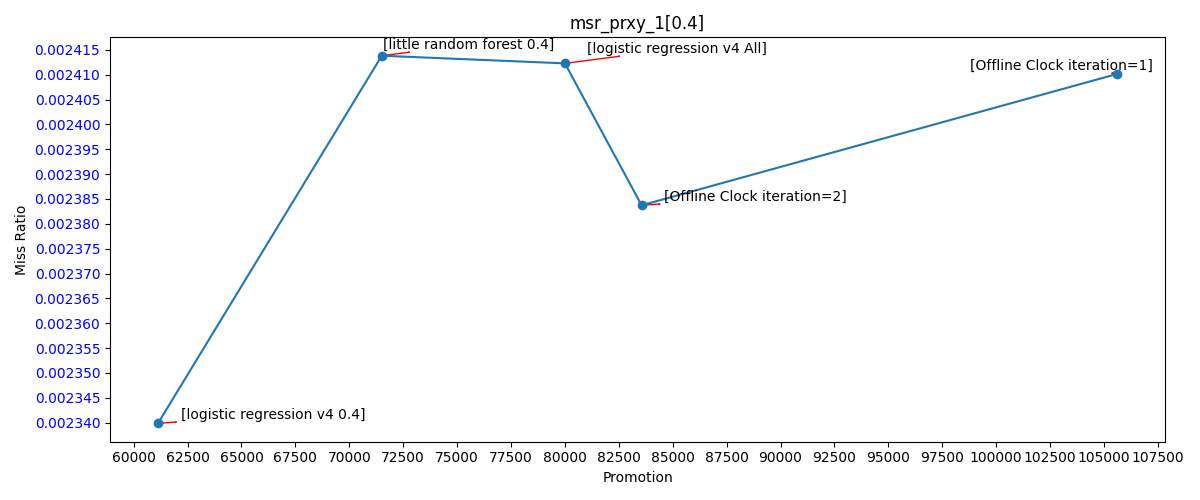 msr_prxy_1[0.4]
[little random forest 0.4]
[logistic regression v4 All]
[Offline Clock iteration=1]
[Offline Clock iteration=2]
[logistic regression v4 0.4]
Miss Ratio
0.002415
0.002410
0.002405
0.002400
0.002395
0.002390
0.002385
0.002380
0.002375
0.002370
0.002365
0.002360
0.002355
0.002350
0.002345
0.002340
60000 62500 65000 67500 70000 72500 75000 77500 80000 82500 85000 87500 90000 92500 95000 97500 100000 102500 105000 107500
Promotion